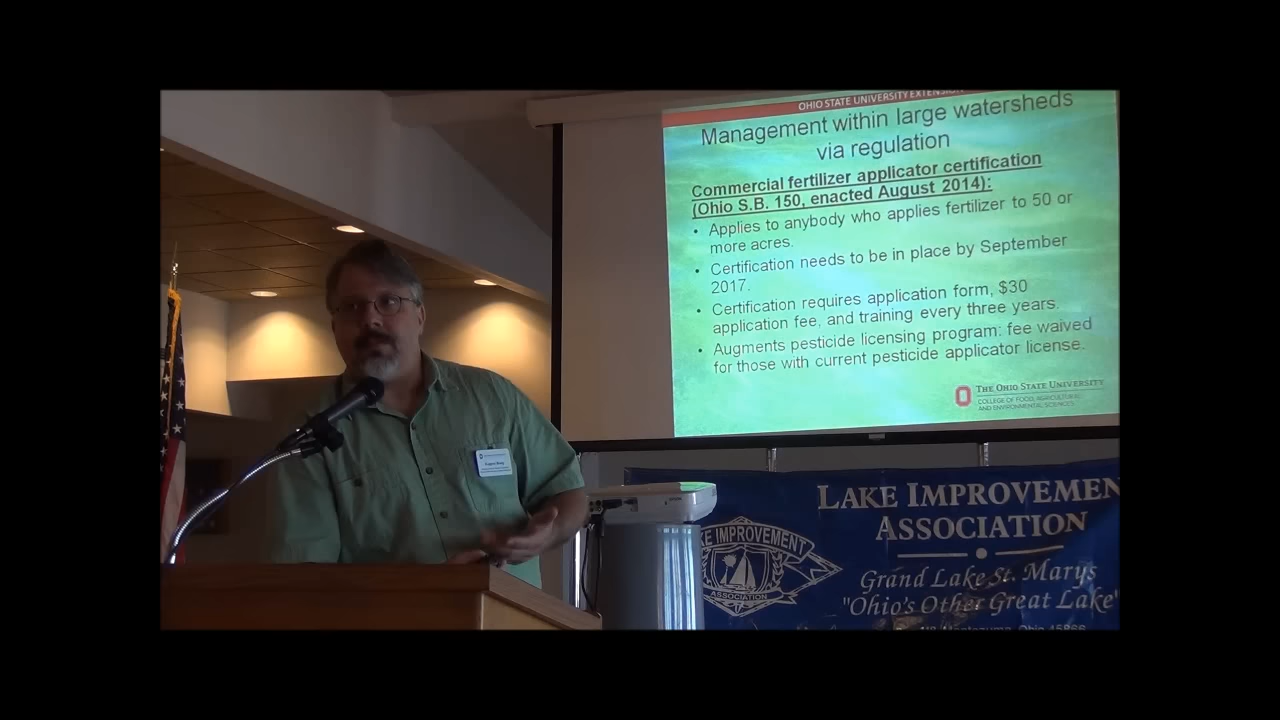 OHIO STATE UNIVERSITY EXTENSION
Management within large watersheds
via regulation
Commercial fertilizer applicator certification
(Ohio S.B. 150, enacted August 2014):
• Applies to anybody who applies fertilizer to 50 or
more acres.
• Certification needs to be in place by September
2017.
• Certification requires application form, $30
application fee, and training every three years.
• Augments pesticide licensing program: fee waived
for those with current pesticide applicator license.
THE OHIO STATE UNIVERSITY
COLLEGE OF FOOD, AGRICULTURAL,
AND ENVIRONMENTAL SCIENCES
LAKE IMPROVEMEN
ASSOCIATION
Grand Lake St. Marys
"Ohio's Other Great Lake"
Ohio 45866
KE IMPROVEMENT
ASSOCIATION